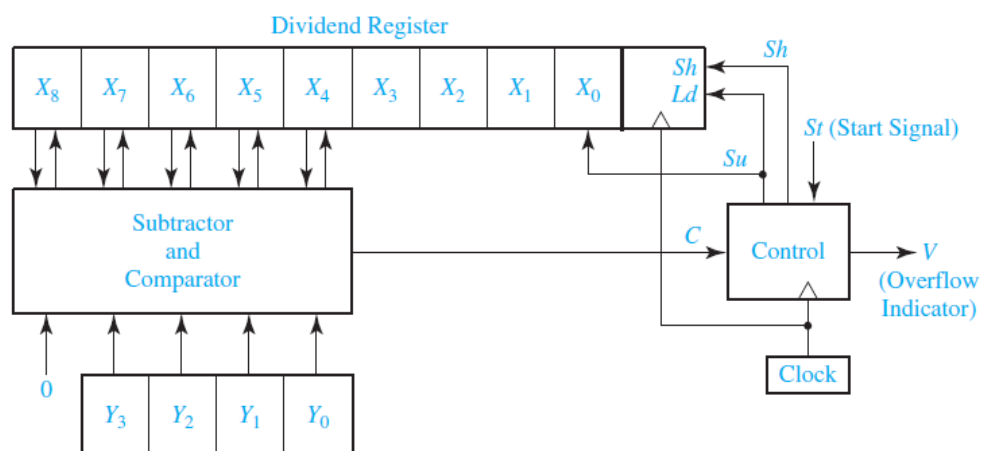 Dividend Register
X8 X7 X6 X5 X4 X3 X2 X1 X0
Sh
Ld
Sh
St (Start Signal)
Su
Subtractor
and
Comparator
C
Control
V
(Overflow
Indicator)
0
Clock
Y3 Y2 Y1 Y0